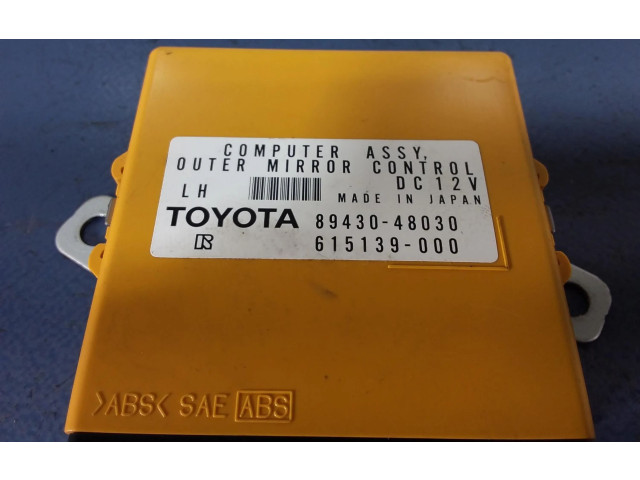 COMPUTER ASSY,
OUTER MIRROR CONTROL
LH DC12V
MADE IN JAPAN
TOYOTA 89430-48030
R 615139-000
>ABS< SAE ABS